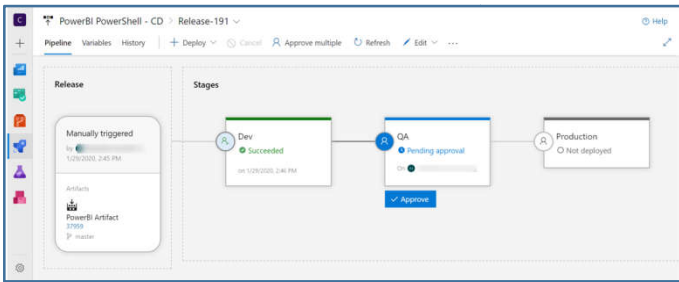 C
PowerBI PowerShell - CD > Release-191
Help
Pipeline Variables History + Deploy Cancel Approve multiple Refresh Edit ...
Release
Stages
Manually triggered
by
1/29/2020, 2:45 PM
Artifacts
PowerBI Artifact
37959
master
Dev
Succeeded
on 1/29/2020, 2:46 PM
QA
Pending approval
On
Approve
Production
Not deployed